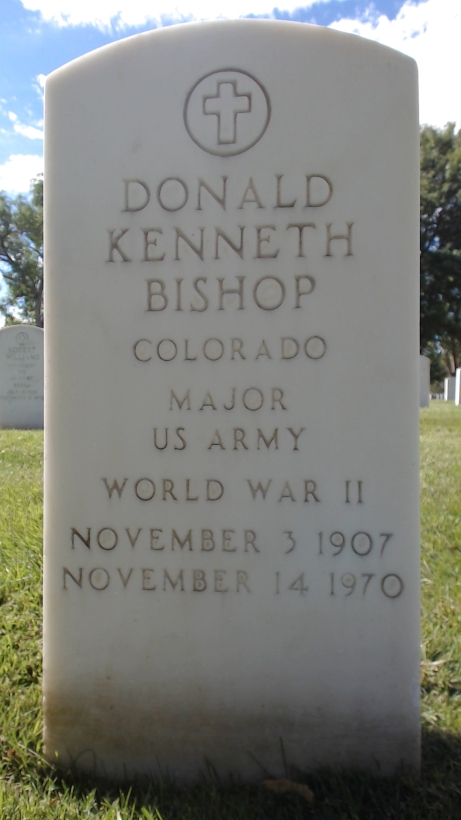 DONALD
KENNETH
BISHOP
COLORADO
MAJOR
US ARMY
WORLD WAR II
NOVEMBER 3 1907
NOVEMBER 14 1970